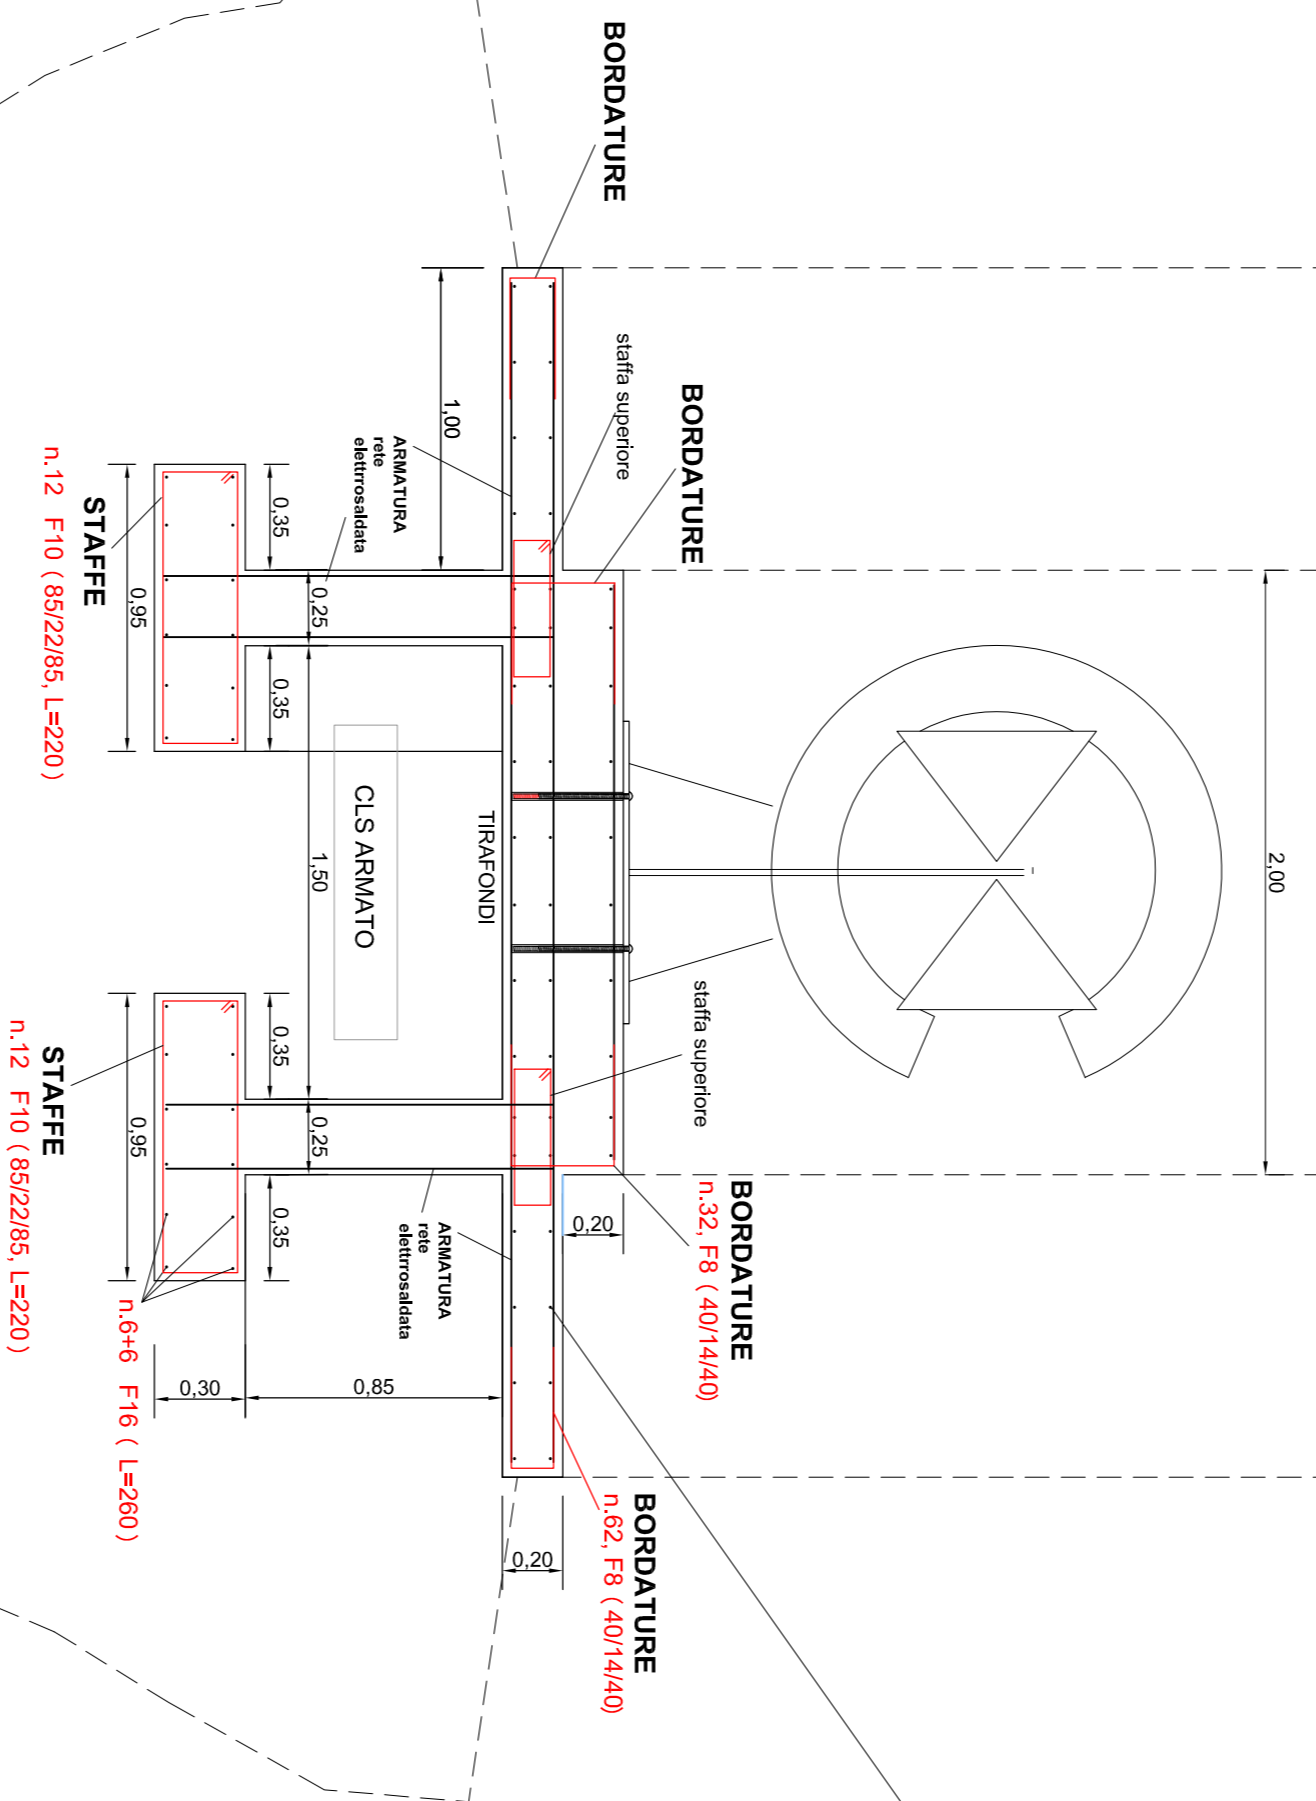 BORDATURE
BORDATURE
staffa superiore
2,00
1,00
ARMATURA
rete
elettrrosaldata
0,35
0,25
0,35
0,95
STAFFE
n.12 F10 ( 85/22/85, L=220 )
TIRAFONDI
CLS ARMATO
1,50
staffa superiore
BORDATURE
n.32, F8 ( 40/14/40)
0,20
0,35
0,25
0,35
0,95
STAFFE
n.12 F10 ( 85/22/85, L=220 )
ARMATURA
rete
elettrrosaldata
n.6+6 F16 ( L=260 )
0,30
0,85
BORDATURE
n.62, F8 ( 40/14/40)
0,20